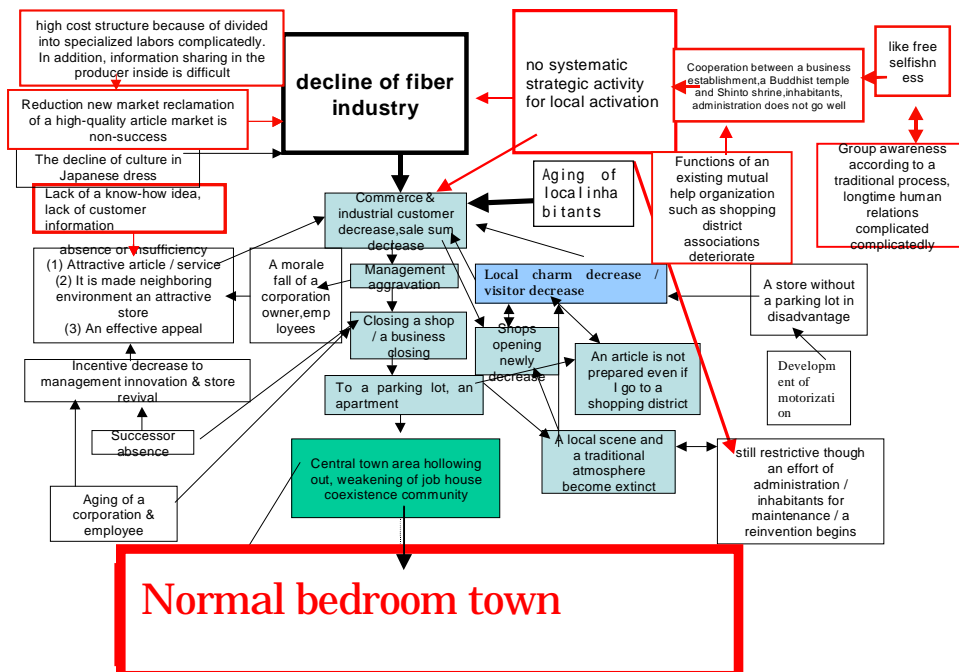 high cost structure because of divided
into specialized labors complicatedly.
In addition, information sharing in the
producer inside is difficult
decline of fiber
industry
no systematic
strategic activity
for local activation
Cooperation between a business
establishment,a Buddhist temple
and Shinto shrine,inhabitants,
administration does not go well
like free
selfishn
ess
Reduction new market reclamation
of a high-quality article market is
non-success
The decline of culture in
Japanese dress
Lack of a know-how idea,
lack of customer
information
Aging of
localinha
bitants
Functions of an
existing mutual
help organization
such as shopping
district
associations
deteriorate
Group awareness
according to a
traditional process,
longtime human
relations
complicated
complicatedly
Commerce &
industrial customer
decrease,sale sum
decrease
absence or insufficiency
(1) Attractive article / service
(2) It is made neighboring
environment an attractive
store
(3) An effective appeal
A morale
fall of a
corporation
owner,emp
loyees
Management
aggravation
Local charm decrease /
visitor decrease
A store without
a parking lot in
disadvantage
Closing a shop
/ a business
closing
Shops
opening
newly
decrease
An article is not
prepared even if
I go to a
shopping district
Developm
ent of
motorizati
on
Incentive decrease to
management innovation & store
revival
To a parking lot, an
apartment
Successor
absence
A local scene and
a traditional
atmosphere
become extinct
still restrictive though
an effort of
administration /
inhabitants for
maintenance / a
reinvention begins
Central town area hollowing
out, weakening of job house
coexistence community
Aging of a
corporation &
employee
Normal bedroom town